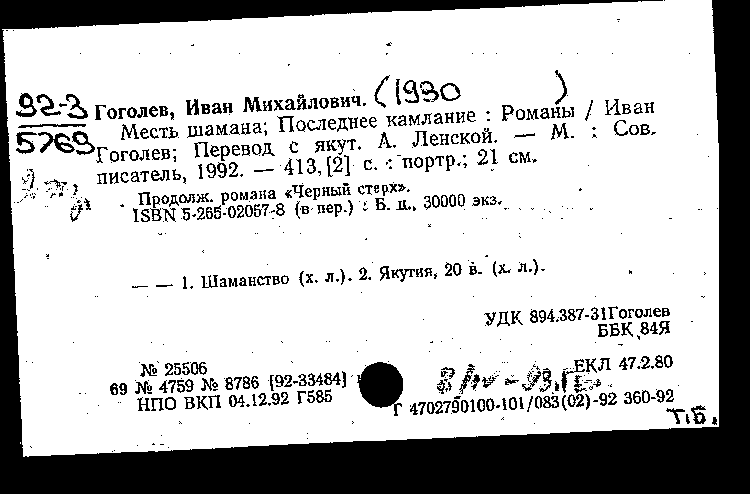 92-3
5769
Гоголев, Иван Михайлович. (1930 )
Месть шамана; Последнее камлание : Романы / Иван
Гоголев; Перевод с якут. А. Ленской. — М. : Сов.
писатель, 1992. — 413, [2] с. : портр.; 21 см.
Продолж. романа «Черный стерх».
ISBN 5-265-02057-8 (в пер.) : Б. ц., 30000 экз.
— — 1. Шаманство (х. л.). 2. Якутия, 20 в. (х. л.).
УДК 894.387-31Гоголев
ББК 84Я
№ 25506
69 № 4759 № 8786 [92-33484]
НПО ВКП 04.12.92 Г585
ЕКЛ 47.2.80
Г 4702790100-101/083(02)-92 360-92
Т.Б.